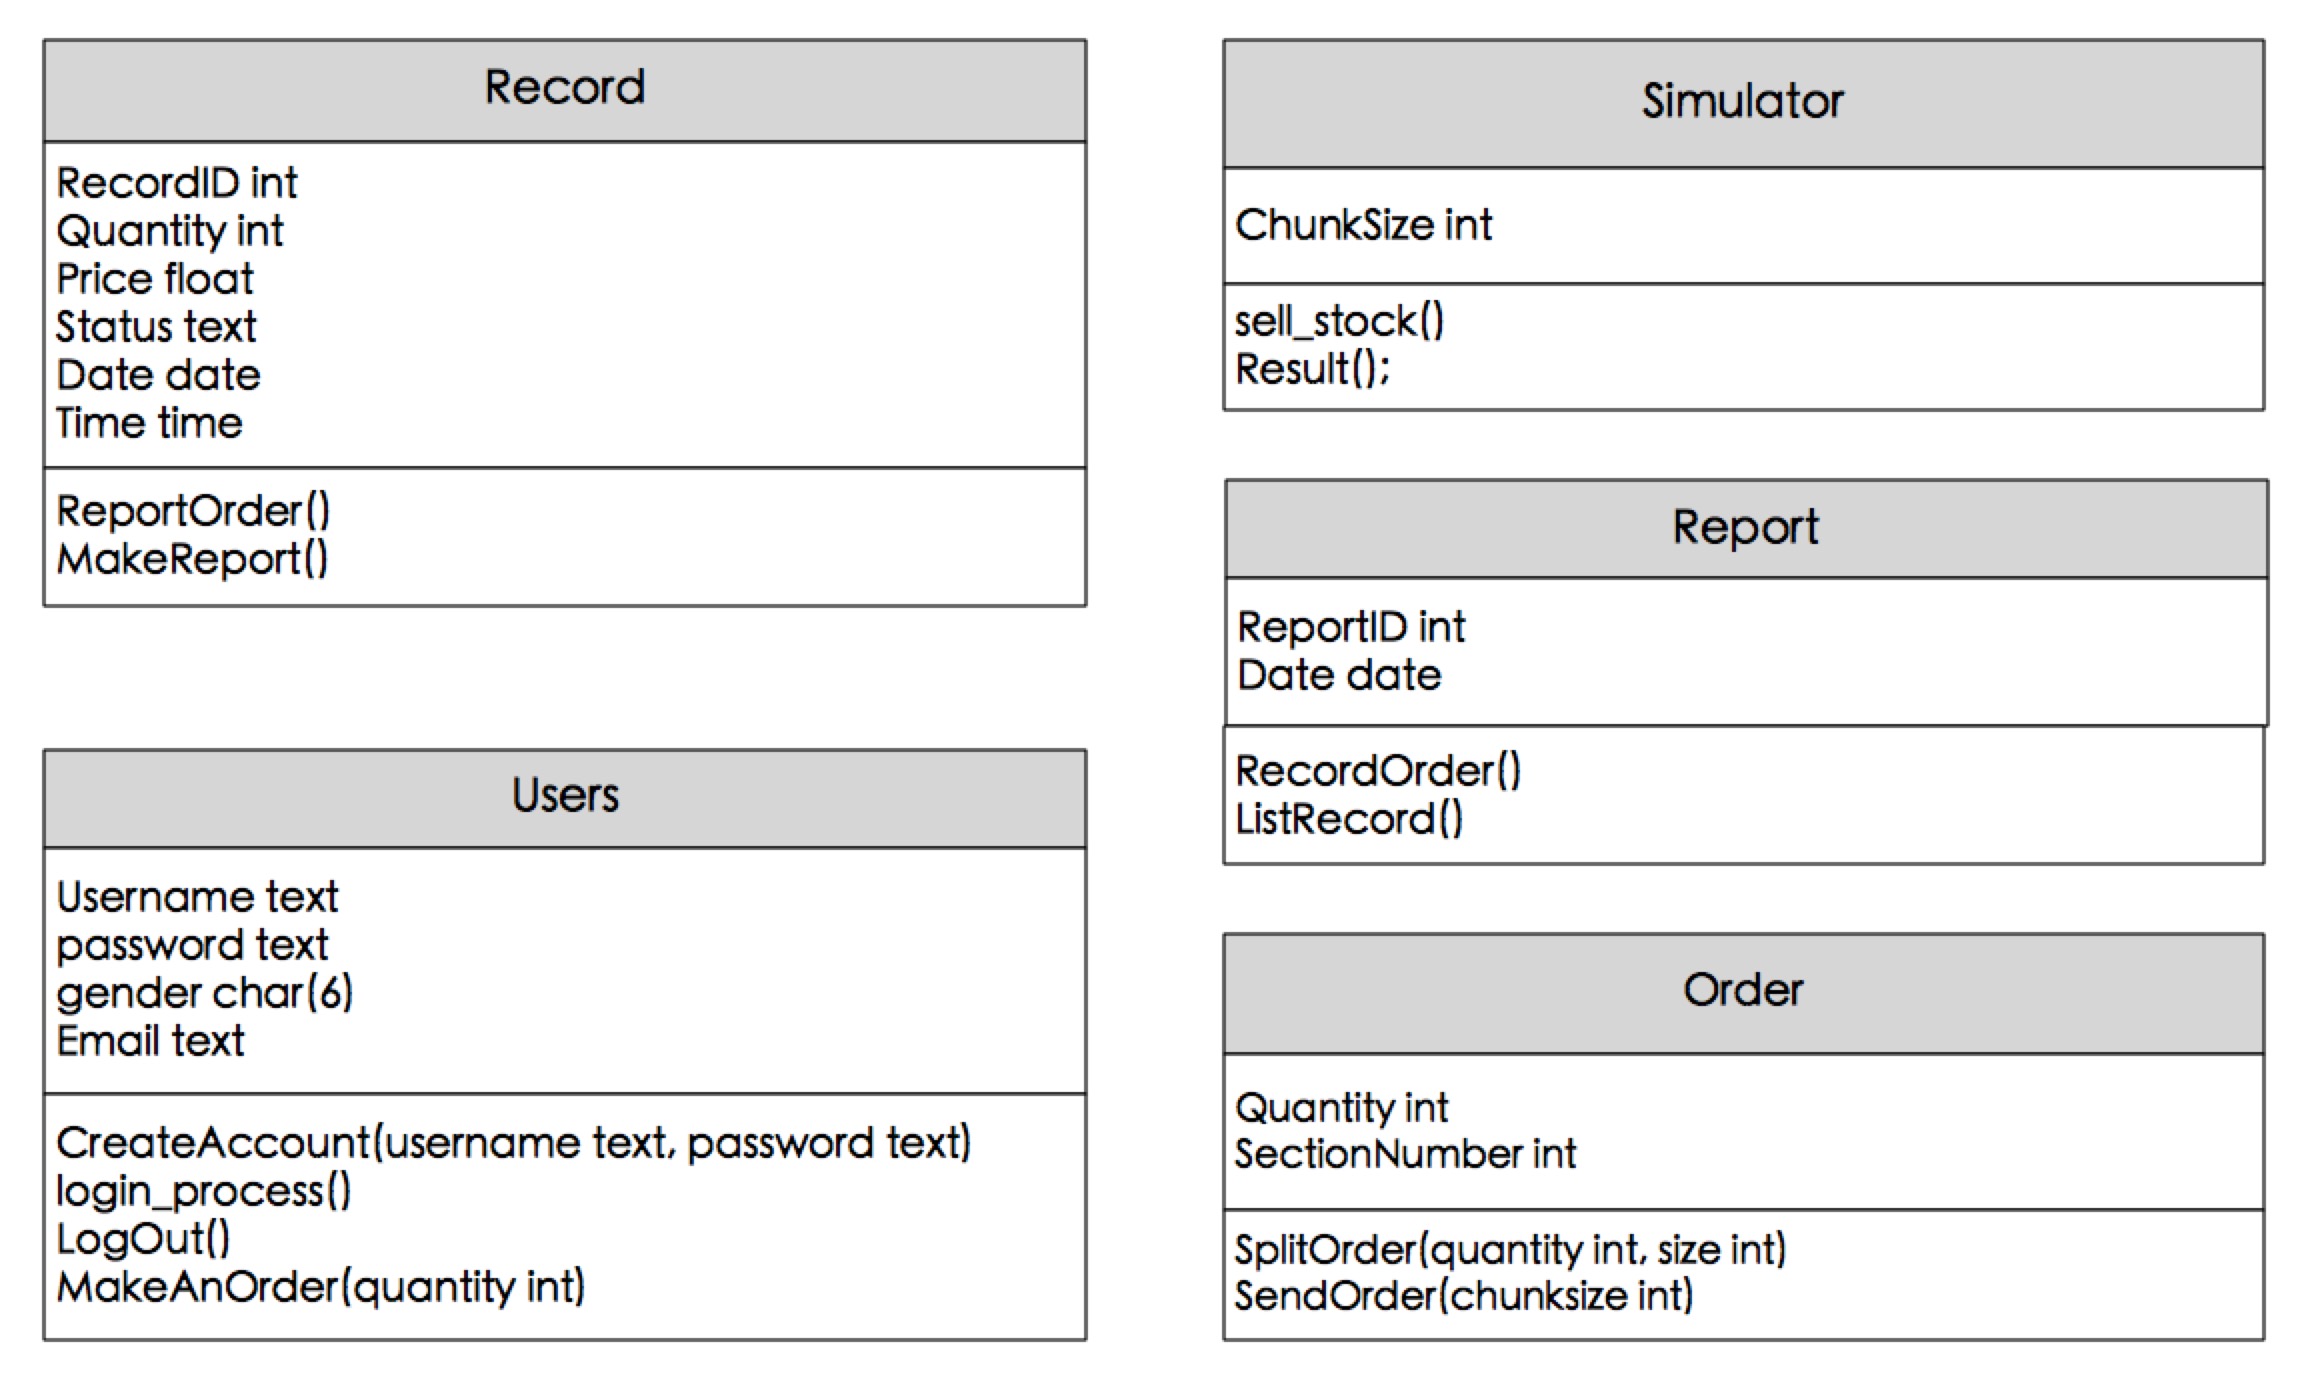 Record
RecordID int
Quantity int
Price float
Status text
Date date
Time time
ReportOrder()
MakeReport()
Users
Username text
password text
gender char(6)
Email text
CreateAccount(username text, password text)
login_process()
LogOut()
MakeAnOrder(quantity int)
Simulator
ChunkSize int
sell_stock()
Result();
Report
ReportID int
Date date
RecordOrder()
ListRecord()
Order
Quantity int
SectionNumber int
SplitOrder(quantity int, size int)
SendOrder(chunksize int)